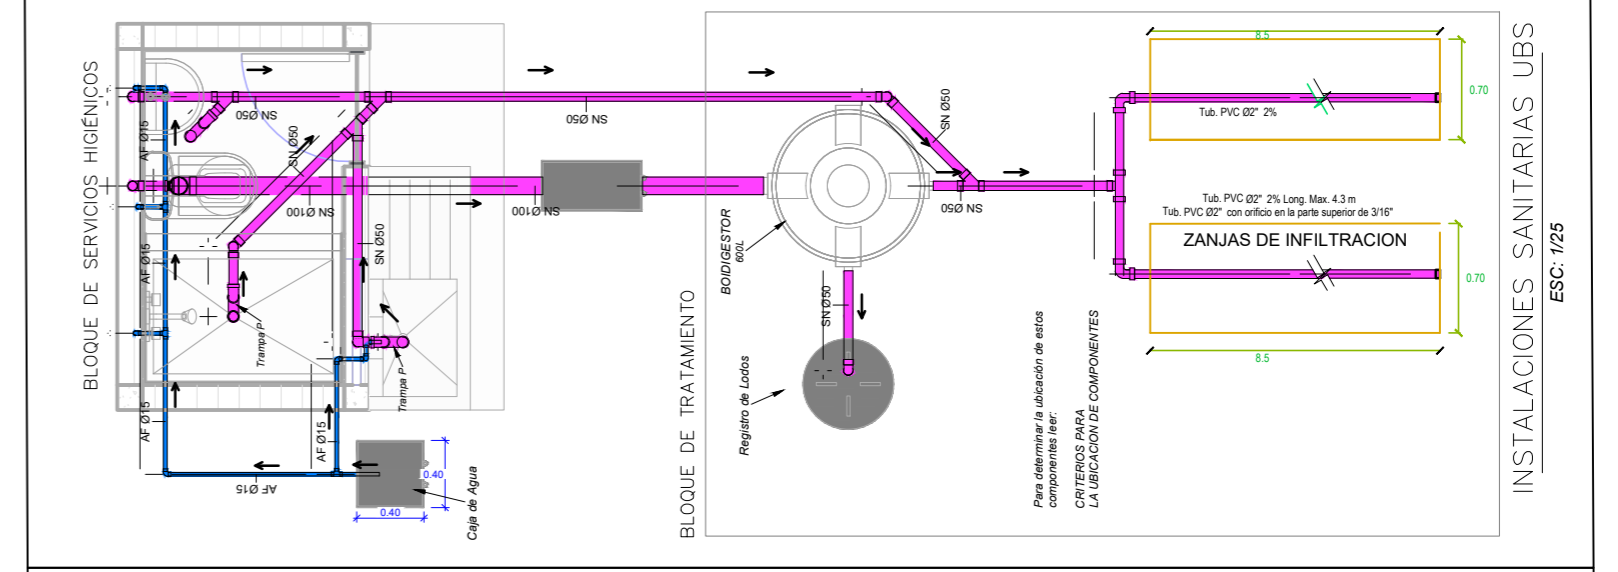 BLOQUE DE SERVICIOS HIGIÉNICOS
AF Ø15
AF Ø15
AF Ø15
AF Ø15
AF Ø15
SN Ø50
SN Ø50
SN Ø50
SN Ø50
SN Ø100
SN Ø100
Trampa P
Trampa P
Caja de Agua
0.40
0.40
BLOQUE DE TRATAMIENTO
BOIDIGESTOR
600L
SN Ø50
SN Ø50
SN Ø50
Registro de Lodos
8.5
0.70
Tub. PVC Ø2" 2%
Tub. PVC Ø2" 2% Long. Max. 4.3 m
Tub. PVC Ø2" con orificio en la parte superior de 3/16"
ZANJAS DE INFILTRACION
0.70
8.5
Para determinar la ubicación de estos
componentes leer:
CRITERIOS PARA
LA UBICACION DE COMPONENTES
INSTALACIONES SANITARIAS UBS
ESC: 1/25